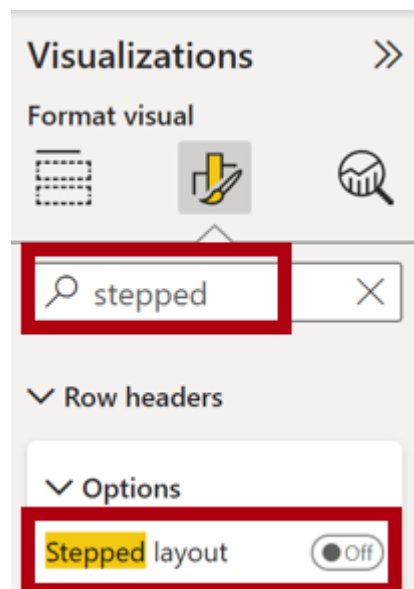 Visualizations
Format visual
stepped
Row headers
Options
Stepped layout Off